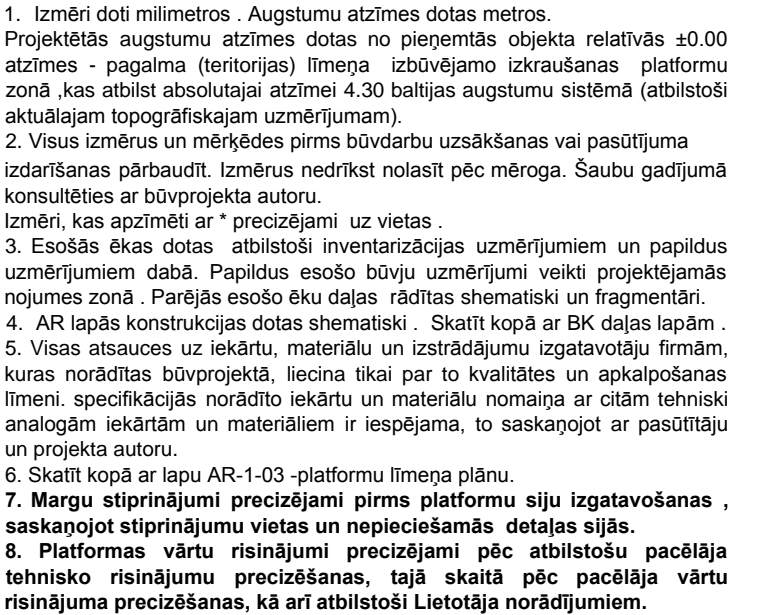 1. Izmēri doti milimetros . Augstumu atzīmes dotas metros.
Projektētās augstumu atzīmes dotas no pieņemtās objekta relatīvās ±0.00
atzīmes - pagalma (teritorijas) līmeņa izbūvējamo izkraušanas platformu
zonā ,kas atbilst absolutajai atzīmei 4.30 baltijas augstumu sistēmā (atbilstoši
aktuālajam topogrāfiskajam uzmērījumam).
2. Visus izmērus un mērķēdes pirms būvdarbu uzsākšanas vai pasūtījuma
izdarīšanas pārbaudīt. Izmērus nedrīkst nolasīt pēc mēroga. Šaubu gadījumā
konsultēties ar būvprojekta autoru.
Izmēri, kas apzīmēti ar * precizējami uz vietas .
3. Esošās ēkas dotas atbilstoši inventarizācijas uzmērījumiem un papildus
uzmērījumiem dabā. Papildus esošo būvju uzmērījumi veikti projektējamās
nojumes zonā . Parējās esošo ēku daļas rādītas shematiski un fragmentāri.
4. AR lapās konstrukcijas dotas shematiski . Skatīt kopā ar BK daļas lapām .
5. Visas atsauces uz iekārtu, materiālu un izstrādājumu izgatavotāju firmām,
kuras norādītas būvprojektā, liecina tikai par to kvalitātes un apkalpošanas
līmeni. specifikācijās norādīto iekārtu un materiālu nomaiņa ar citām tehniski
analogām iekārtām un materiāliem ir iespējama, to saskaņojot ar pasūtītāju
un projekta autoru.
6. Skatīt kopā ar lapu AR-1-03 -platformu līmeņa plānu.
7. Margu stiprinājumi precizējami pirms platformu siju izgatavošanas ,
saskaņojot stiprinājumu vietas un nepieciešamās detaļas sijās.
8. Platformas vārtu risinājumi precizējami pēc atbilstošu pacēlāja
tehnisko risinājumu precizēšanas, tajā skaitā pēc pacēlāja vārtu
risinājuma precizēšanas, kā arī atbilstoši Lietotāja norādījumiem.